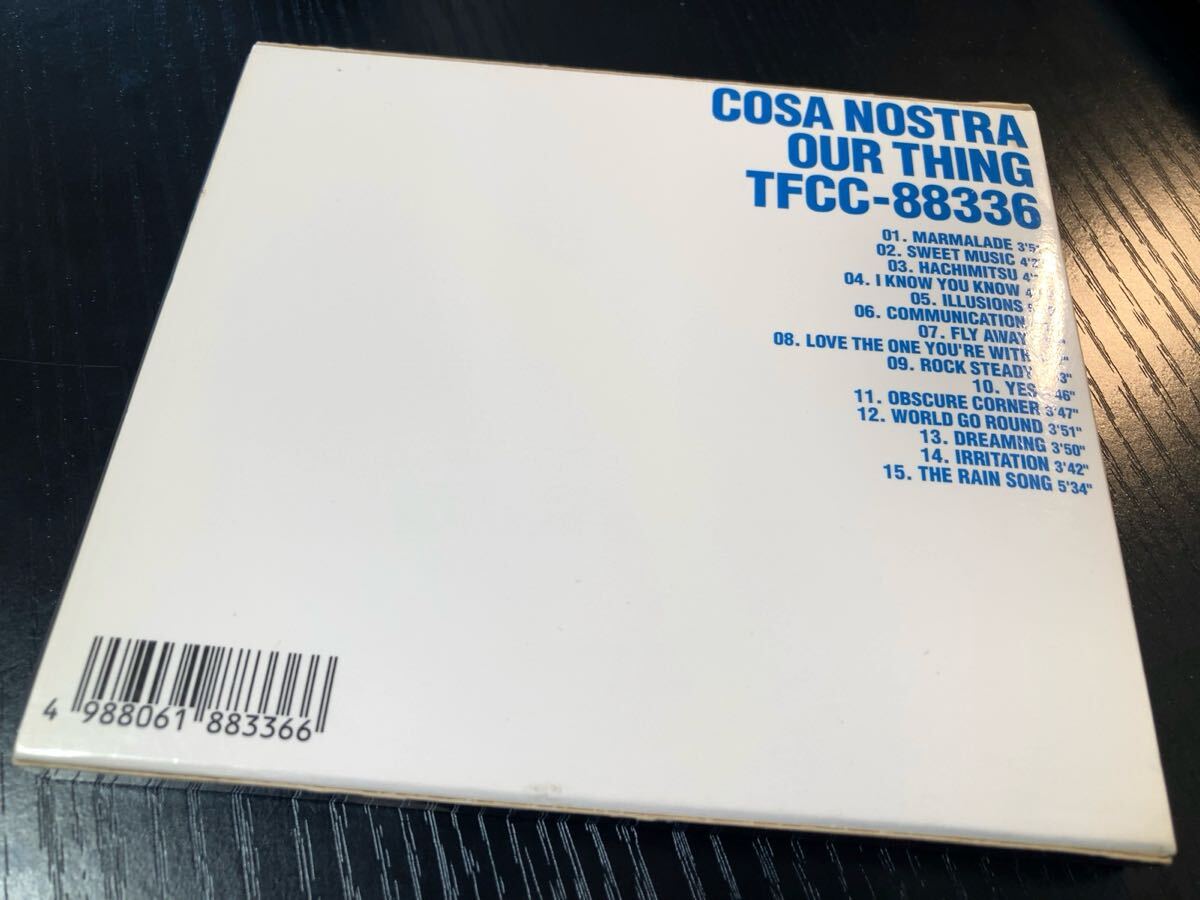 COSA NOSTRA
OUR THING
TFCC-88336
01. MARMALADE
02. SWEET MUSIC
03. HACHIMITSU
04. I KNOW YOU KNOW
05. ILLUSIONS
06. COMMUNICATION
07. FLY AWAY
08. LOVE THE ONE YOU'RE WITH
09. ROCK STEADY
10. YES
11. OBSCURE CORNER 3'47"
12. WORLD GO ROUND 3'51"
13. DREAMING 3'50"
14. IRRITATION 3'42"
15. THE RAIN SONG 5'34"
4 988061 883366